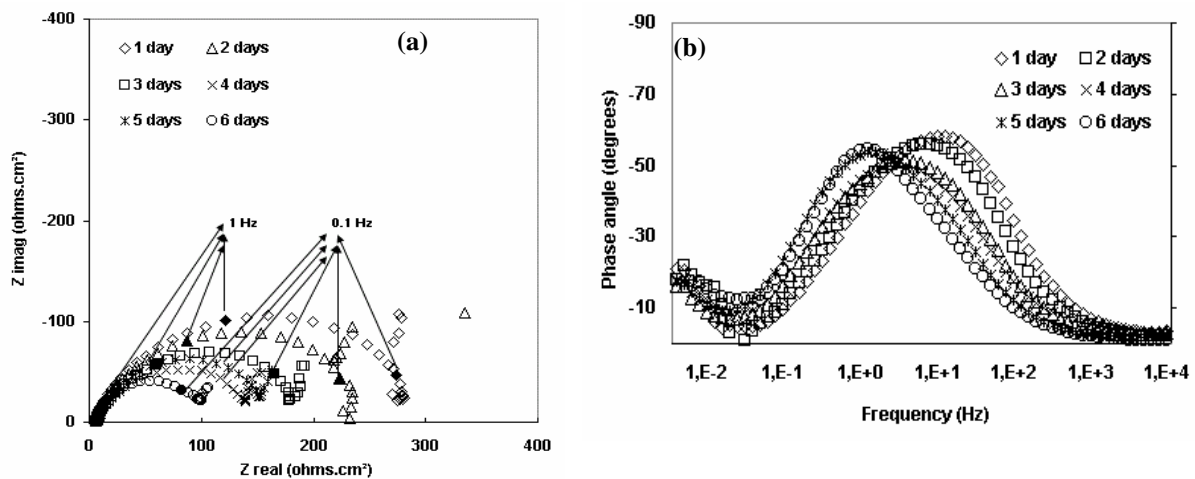 (a)
-400
-300
-200
-100
0
Z imag (ohms.cm²)
1 day
2 days
3 days
4 days
5 days
6 days
1 Hz
0.1 Hz
0
100
200
300
400
Z real (ohms.cm²)
(b)
-90
-70
-50
-30
-10
Phase angle (degrees)
1 day
2 days
3 days
4 days
5 days
6 days
1,E-2
1,E-1
1,E+0
1,E+10
1,E+2
1,E+3
1,E+4
Frequency (Hz)